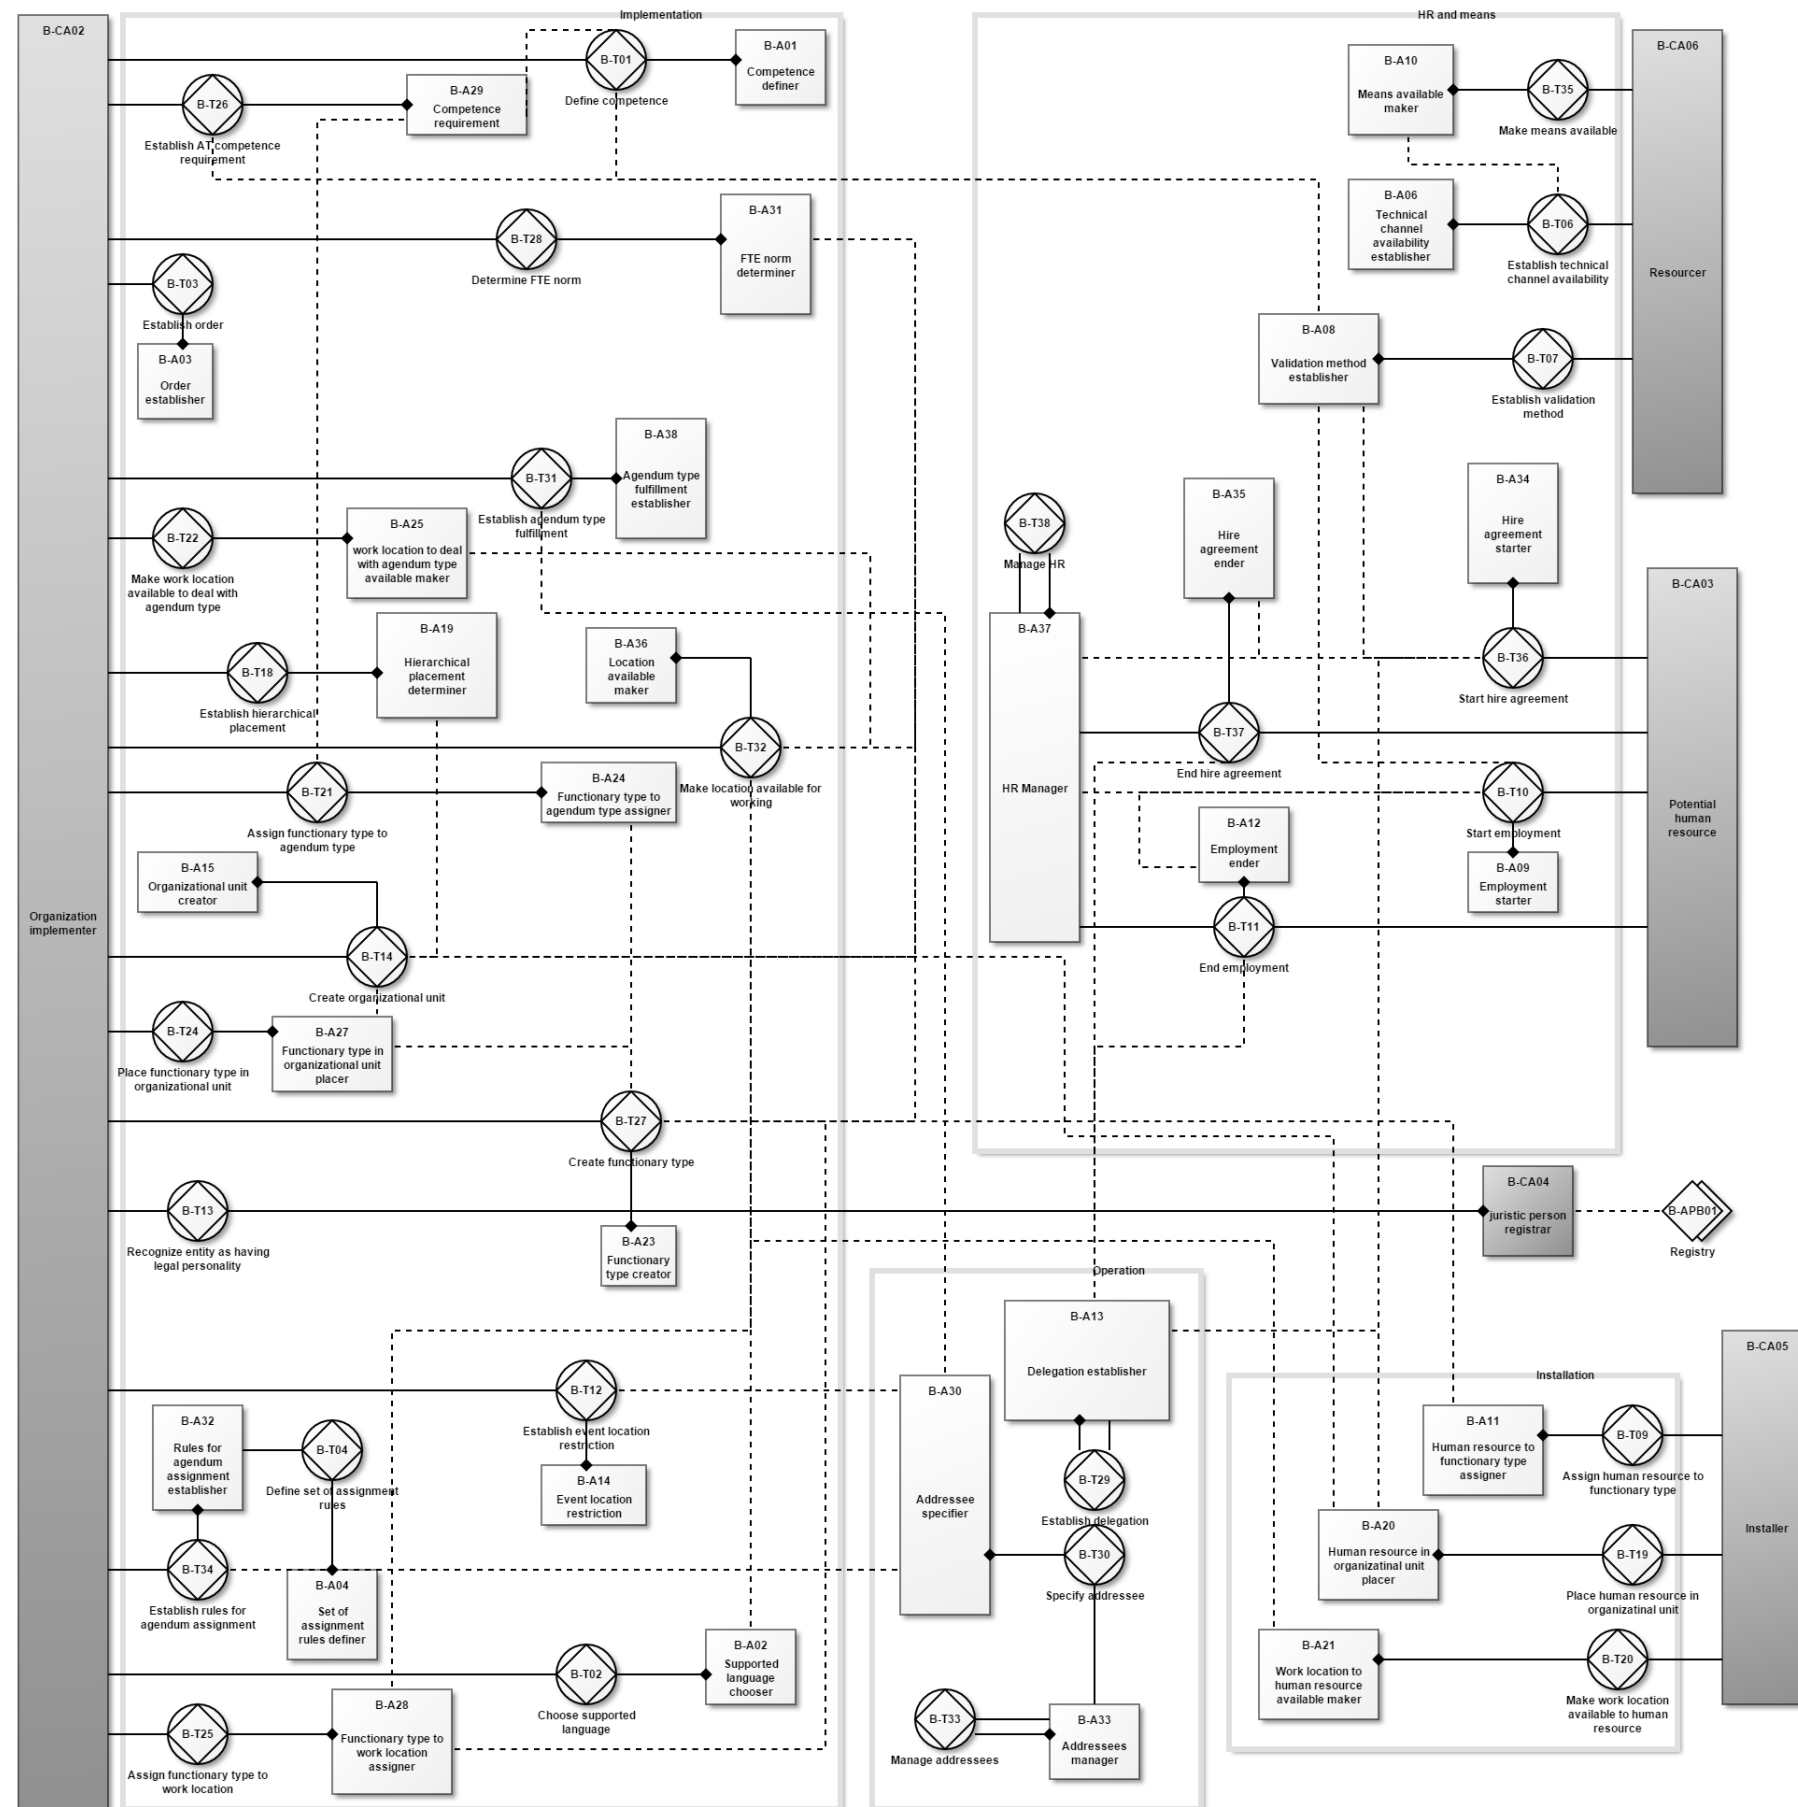 B-CA02
Organization
implementer
Implementation
B-T01
Define competence
B-A01
Competence
definer
B-T26
Establish AT competence
requirement
B-A29
Competence
requirement
B-T28
Determine FTE norm
B-A31
FTE norm
determiner
B-T03
Establish order
B-A03
Order
establisher
B-T31
Establish agendum type
fulfillment
B-A38
Agendum type
fulfillment
establisher
B-T22
Make work location
available to deal with
agendum type
B-A25
work location to deal
with agendum type
available maker
B-T18
Establish hierarchical
placement
B-A19
Hierarchical
placement
determiner
B-A36
Location
available
maker
B-T32
Make location available for
working
B-T21
Assign functionary type to
agendum type
B-A24
Functionary type to
agendum type assigner
B-A15
Organizational unit
creator
B-T14
Create organizational unit
B-T24
Place functionary type in
organizational unit
B-A27
Functionary type in
organizational unit
placer
B-T27
Create functionary type
B-T13
Recognize entity as having
legal personality
B-A23
Functionary
type creator
B-T12
Establish event location
restriction
B-A14
Event location
restriction
B-A32
Rules for
agendum
assignment
establisher
B-T04
Define set of assignment
rules
B-T34
Establish rules for
agendum assignment
B-A04
Set of
assignment
rules definer
B-T02
Choose supported
language
B-A02
Supported
language
chooser
B-T25
Assign functionary type to
work location
B-A28
Functionary type to
work location
assigner
HR and means
B-A10
Means available
maker
B-T35
Make means available
B-CA06
Resourcer
B-A06
Technical
channel
availability
establisher
B-T06
Establish technical
channel availability
B-A08
Validation method
establisher
B-T07
Establish validation
method
B-T38
Manage HR
B-A35
Hire
agreement
ender
B-A34
Hire
agreement
starter
B-A37
HR Manager
B-T36
Start hire agreement
B-CA03
Potential
human
resource
B-T37
End hire agreement
B-T10
Start employment
B-A12
Employment
ender
B-A09
Employment
starter
B-T11
End employment
B-CA04
juristic person
registrar
B-APB01
Registry
Operation
B-A13
Delegation establisher
B-A30
Addressee
specifier
B-T29
Establish delegation
B-T30
Specify addressee
B-T33
Manage addressees
B-A33
Addressees
manager
Installation
B-CA05
Installer
B-A11
Human resource to
functionary type
assigner
B-T09
Assign human resource to
functionary type
B-A20
Human resource in
organizatinal unit
placer
B-T19
Place human resource in
organizatinal unit
B-A21
Work location to
human resource
available maker
B-T20
Make work location
available to human
resource